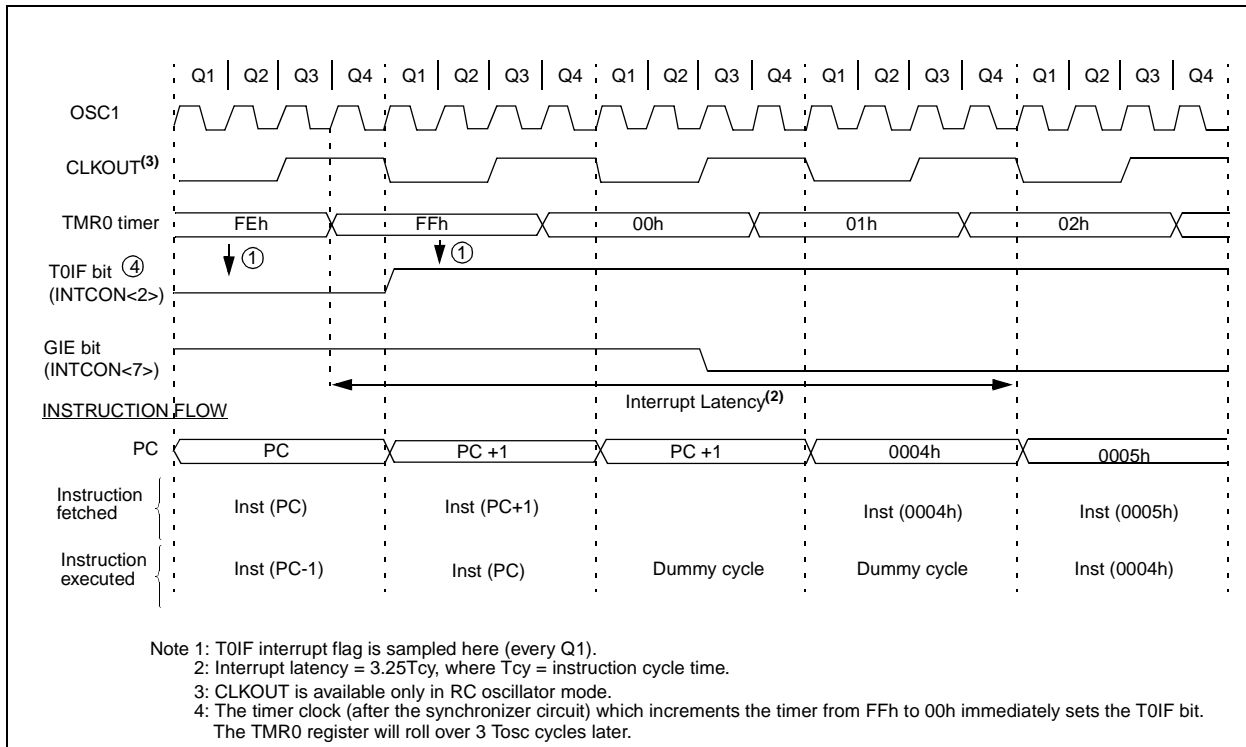 Q1 Q2 Q3 Q4 Q1 Q2 Q3 Q4 Q1 Q2 Q3 Q4 Q1 Q2 Q3 Q4 Q1 Q2 Q3 Q4
OSC1
CLKOUT(3)
TMR0 timer FEh FFh 00h 01h 02h
① ①
T0IF bit ④
(INTCON<2>)
GIE bit
(INTCON<7>)
Interrupt Latency(2)
INSTRUCTION FLOW
PC PC PC +1 PC +1 0004h 0005h
Instruction
fetched Inst (PC) Inst (PC+1) Inst (0004h) Inst (0005h)
Instruction
executed Inst (PC-1) Inst (PC) Dummy cycle Dummy cycle Inst (0004h)
Note 1: T0IF interrupt flag is sampled here (every Q1).
2: Interrupt latency = 3.25Tcy, where Tcy = instruction cycle time.
3: CLKOUT is available only in RC oscillator mode.
4: The timer clock (after the synchronizer circuit) which increments the timer from FFh to 00h immediately sets the T0IF bit.
The TMR0 register will roll over 3 Tosc cycles later.